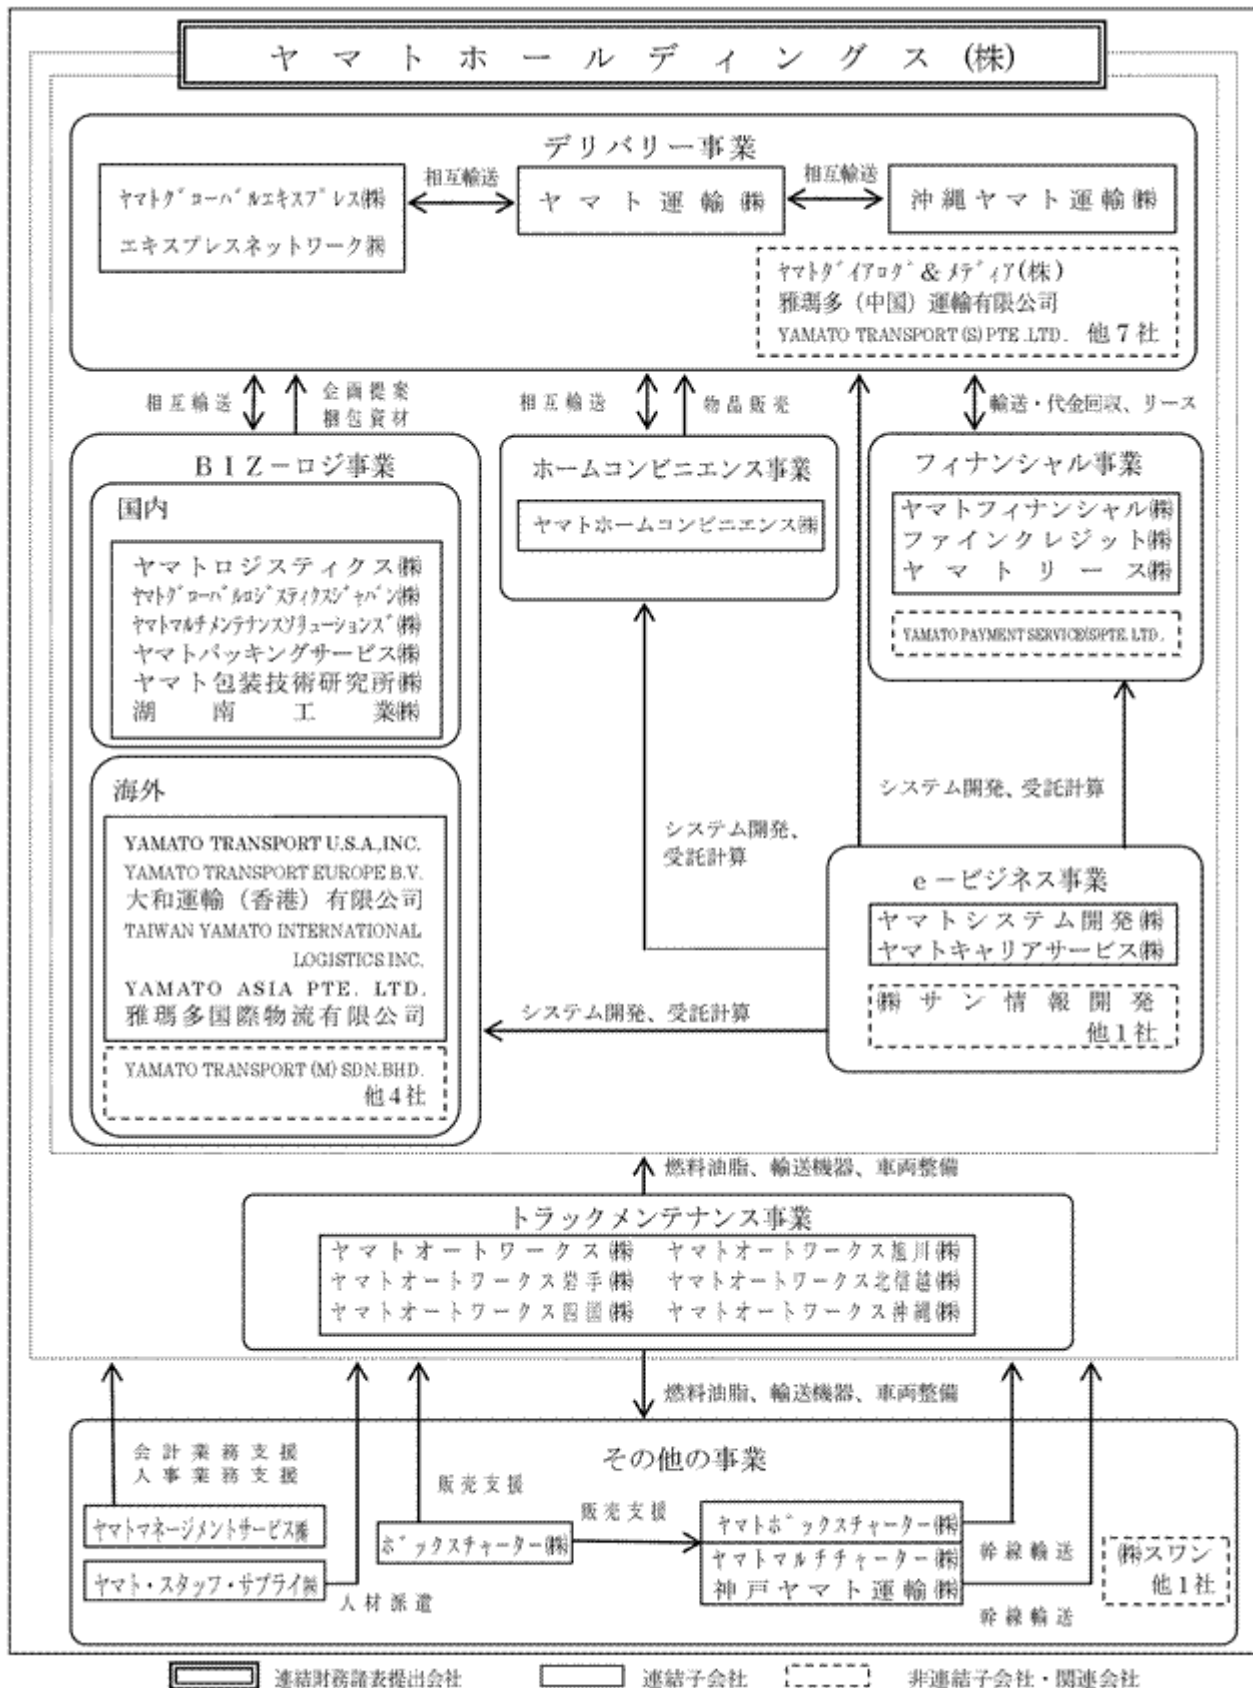 ヤマトホールディングス(株)
デリバリー事業
ヤマトグローバルエキスプレス㈱
エキスプレスネットワーク㈱
相互輸送
ヤマト運輸㈱
相互輸送
沖縄ヤマト運輸㈱
ヤマトダイアログ&メディア(株)
雅瑪多(中国)運輸有限公司
YAMATO TRANSPORT(S)PTE.LTD. 他7社
相互輸送
企画提案
梱包資材
相互輸送
物品販売
輸送・代金回収、リース
BIZ-ロジ事業
国内
ヤマトロジスティクス㈱
ヤマトグローバルロジスティクスジャパン㈱
ヤマトマルチメンテナンスソリューションズ㈱
ヤマトパッキングサービス㈱
ヤマト包装技術研究所㈱
湖南工業㈱
海外
YAMATO TRANSPORT U.S.A.,INC.
YAMATO TRANSPORT EUROPE B.V.
大和運輸(香港)有限公司
TAIWAN YAMATO INTERNATIONAL
LOGISTICS INC.
YAMATO ASIA PTE. LTD.
雅瑪多国際物流有限公司
YAMATO TRANSPORT (M) SDN.BHD.
他4社
ホームコンビニエンス事業
ヤマトホームコンビニエンス㈱
フィナンシャル事業
ヤマトフィナンシャル㈱
ファインクレジット㈱
ヤマトリース㈱
YAMATO PAYMENT SERVICE(S)PTE. LTD.
システム開発、受託計算
システム開発、
受託計算
e-ビジネス事業
ヤマトシステム開発㈱
ヤマトキャリアサービス㈱
㈱サン情報開発
他1社
システム開発、受託計算
燃料油脂、輸送機器、車両整備
トラックメンテナンス事業
ヤマトオートワークス㈱ ヤマトオートワークス旭川㈱
ヤマトオートワークス岩手㈱ ヤマトオートワークス北信越㈱
ヤマトオートワークス四国㈱ ヤマトオートワークス沖縄㈱
燃料油脂、輸送機器、車両整備
その他の事業
会計業務支援
人事業務支援
ヤマトマネージメントサービス㈱
ヤマト・スタッフ・サプライ㈱
人材派遣
販売支援
ボックスチャーター㈱
販売支援
ヤマトボックスチャーター㈱
ヤマトマルチチャーター㈱
神戸ヤマト運輸㈱
幹線輸送
幹線輸送
㈱スワン
他1社
連結財務諸表提出会社 連結子会社 非連結子会社・関連会社